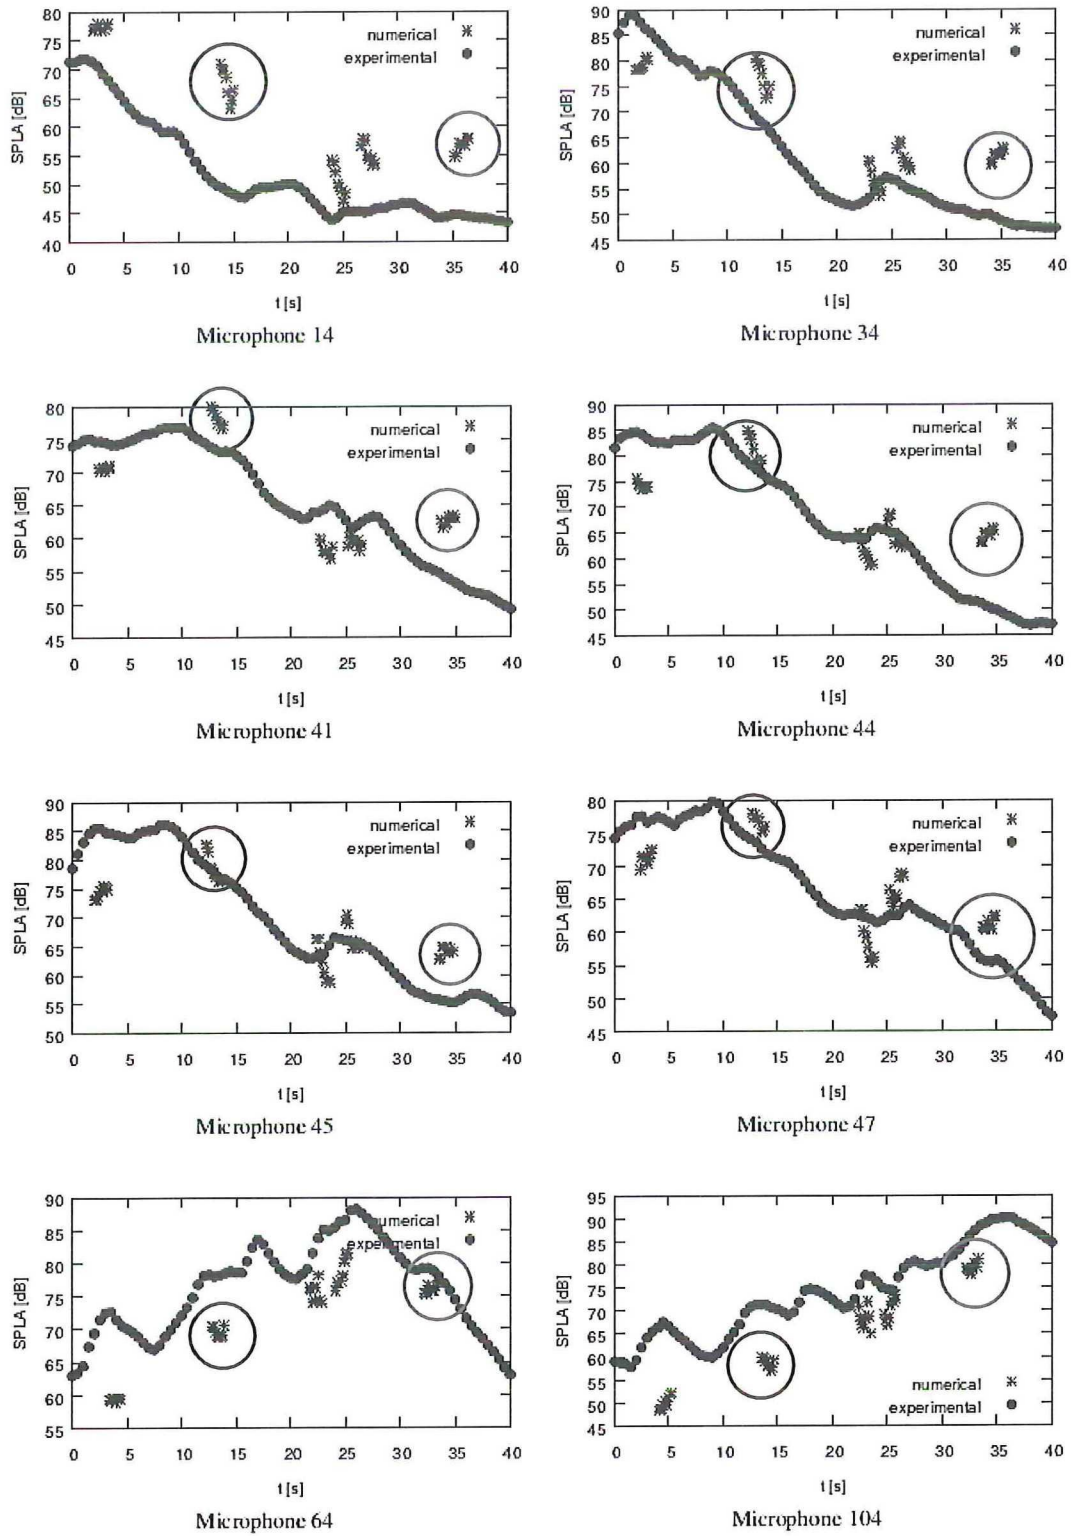 80
75
70
65
60
55
50
45
40
SPLA [dB]
numerical
experimental
0 5 10 15 20 25 30 35 40
t [s]
Microphone 14
90
85
80
75
70
65
60
55
50
45
SPLA [dB]
numerical
experimental
0 5 10 15 20 25 30 35 40
t [s]
Microphone 34
80
75
70
65
60
55
50
45
SPLA [dB]
numerical
experimental
0 5 10 15 20 25 30 35 40
t [s]
Microphone 41
90
85
80
75
70
65
60
55
50
45
SPLA [dB]
numerical
experimental
0 5 10 15 20 25 30 35 40
t [s]
Microphone 44
90
85
80
75
70
65
60
55
50
SPLA [dB]
numerical
experimental
0 5 10 15 20 25 30 35 40
t [s]
Microphone 45
80
75
70
65
60
55
50
45
SPLA [dB]
numerical
experimental
0 5 10 15 20 25 30 35 40
t [s]
Microphone 47
90
85
80
75
70
65
60
55
SPLA [dB]
numerical
experimental
0 5 10 15 20 25 30 35 40
t [s]
Microphone 64
95
90
85
80
75
70
65
60
55
50
45
SPLA [dB]
numerical
experimental
0 5 10 15 20 25 30 35 40
t [s]
Microphone 104